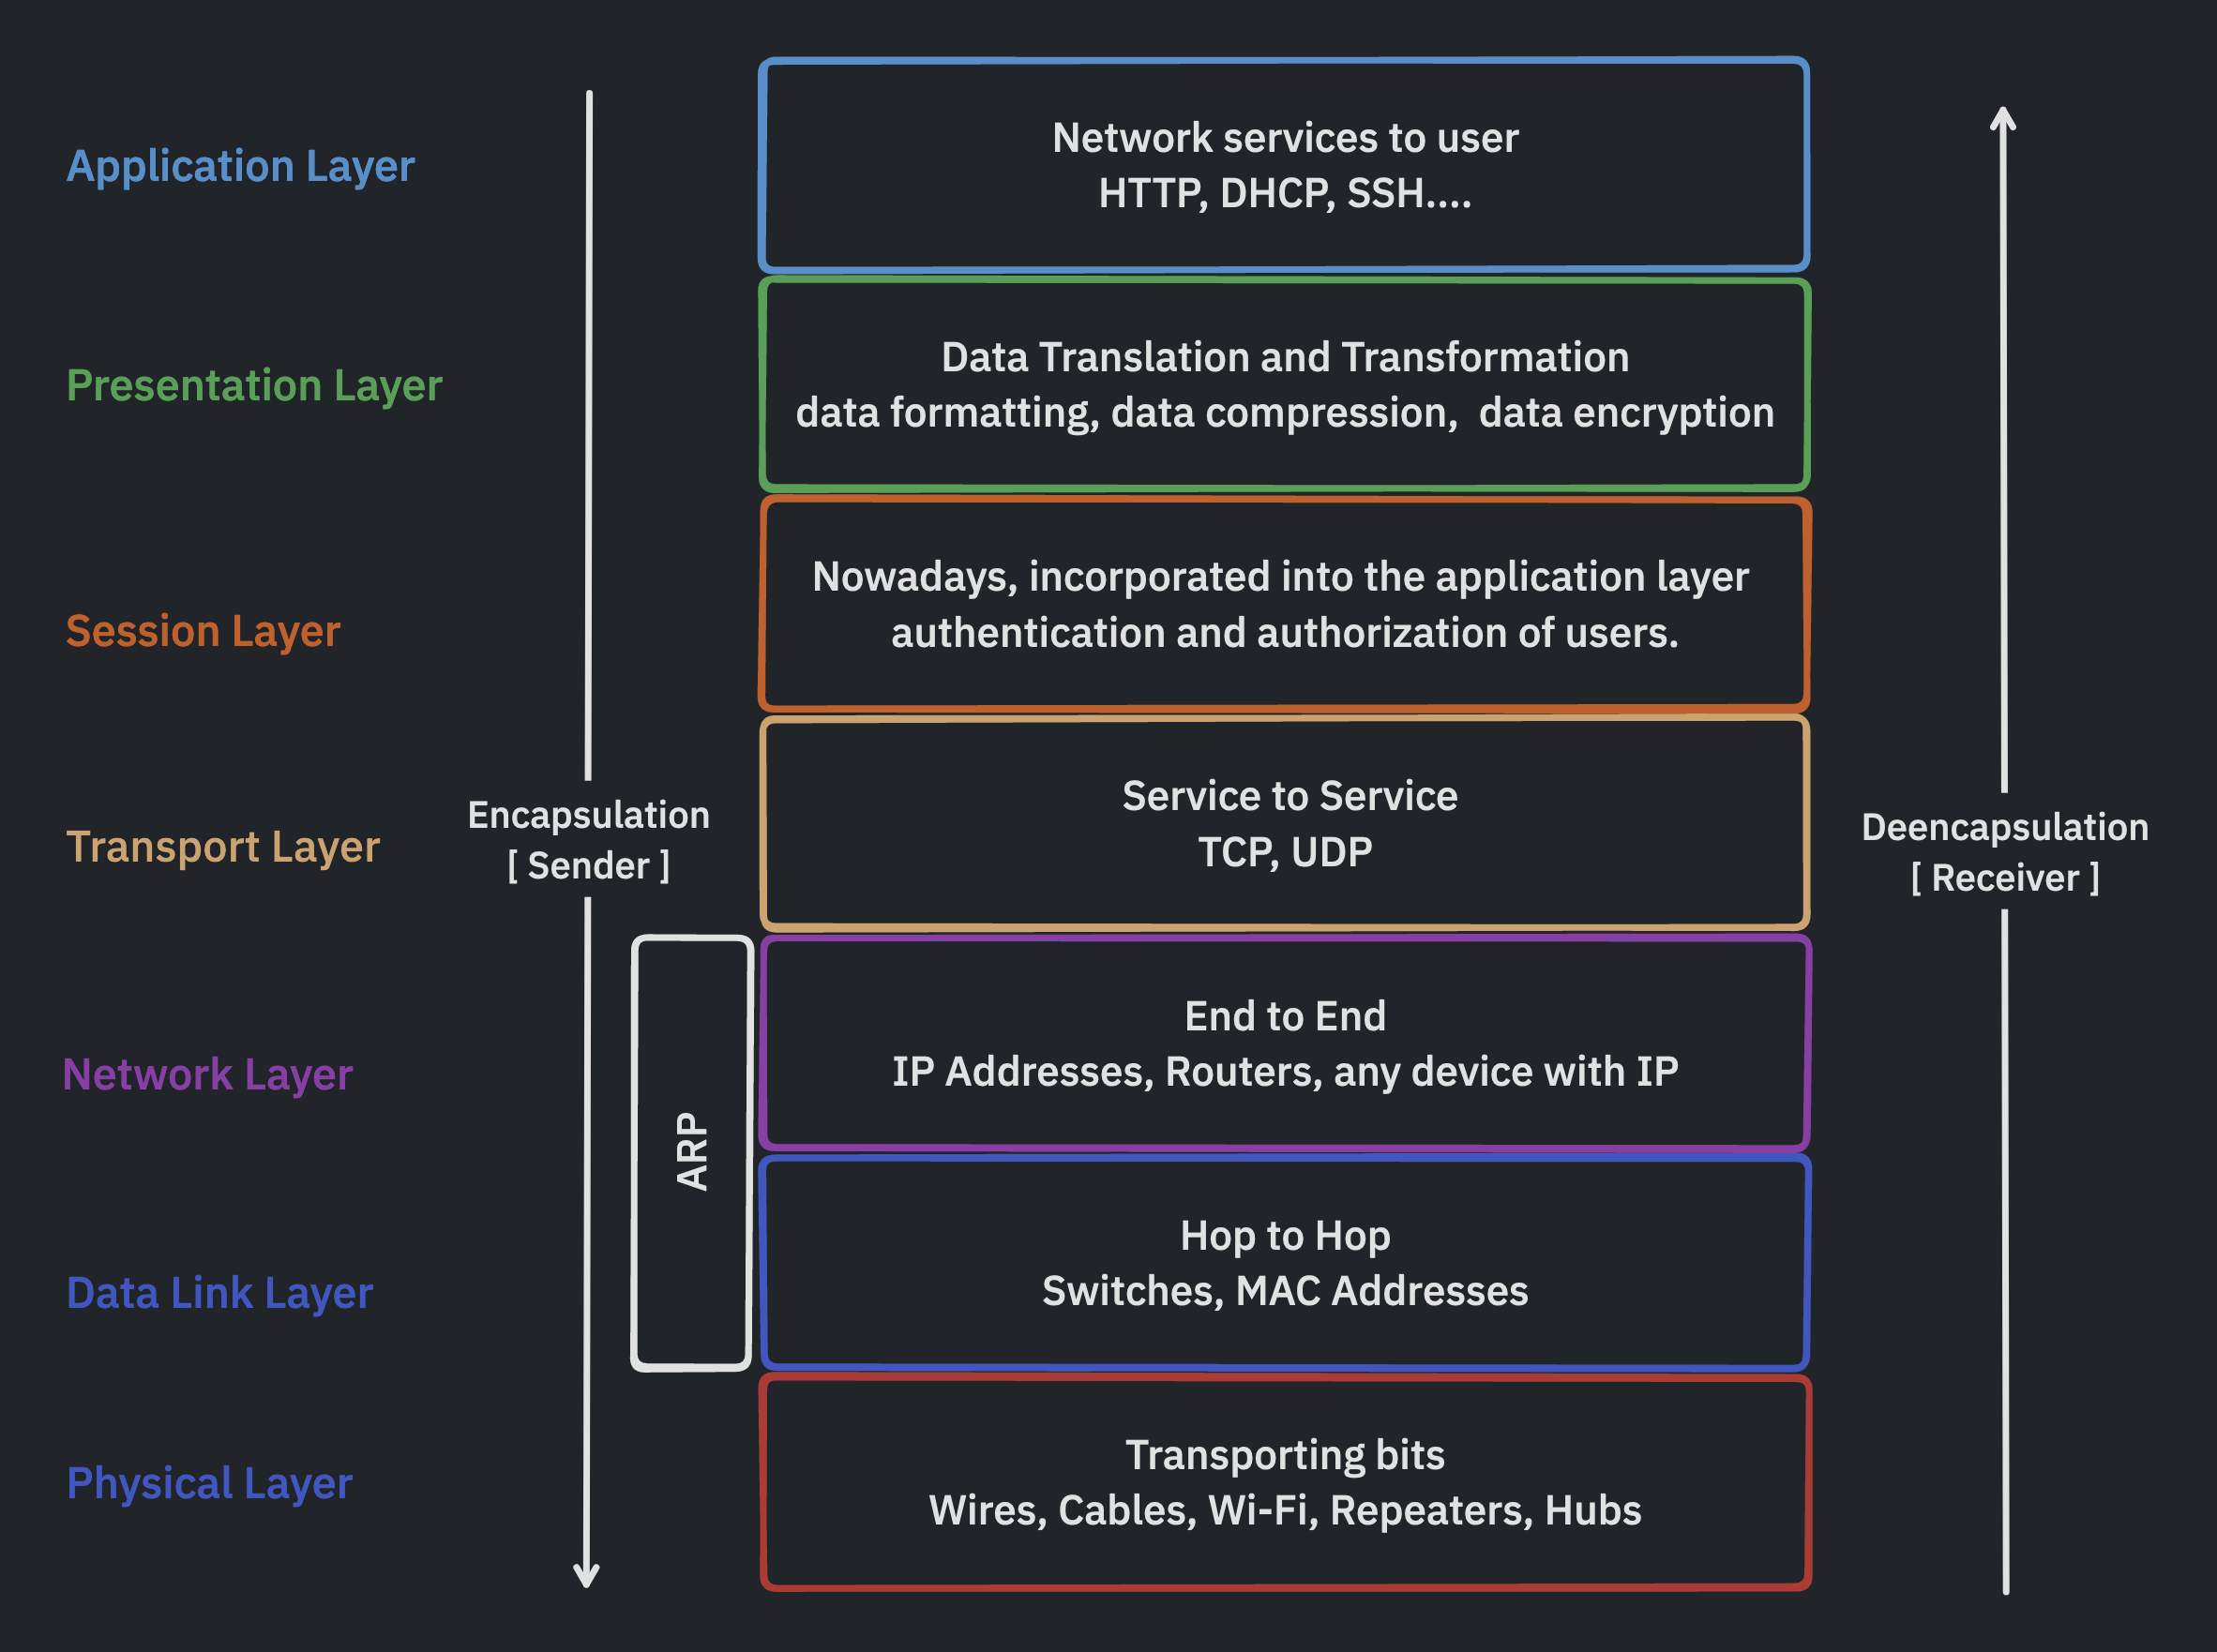 Application Layer
Network services to user
HTTP, DHCP, SSH....
Presentation Layer
Data Translation and Transformation
data formatting, data compression,  data encryption
Session Layer
Nowadays, incorporated into the application layer
authentication and authorization of users.
Transport Layer
Encapsulation
[ Sender ]
Service to Service
TCP, UDP
Deencapsulation
[ Receiver ]
Network Layer
End to End
IP Addresses, Routers, any device with IP
ARP
Data Link Layer
Hop to Hop
Switches, MAC Addresses
Physical Layer
Transporting bits
Wires, Cables, Wi-Fi, Repeaters, Hubs